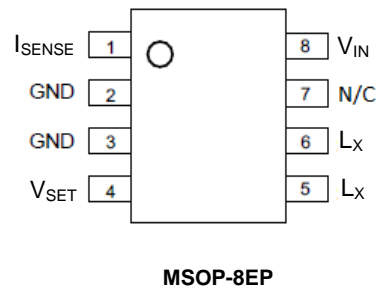 ISENSE 1 8 VIN
GND 2 7 N/C
GND 3 6 LX
VSET 4 5 LX
MSOP-8EP